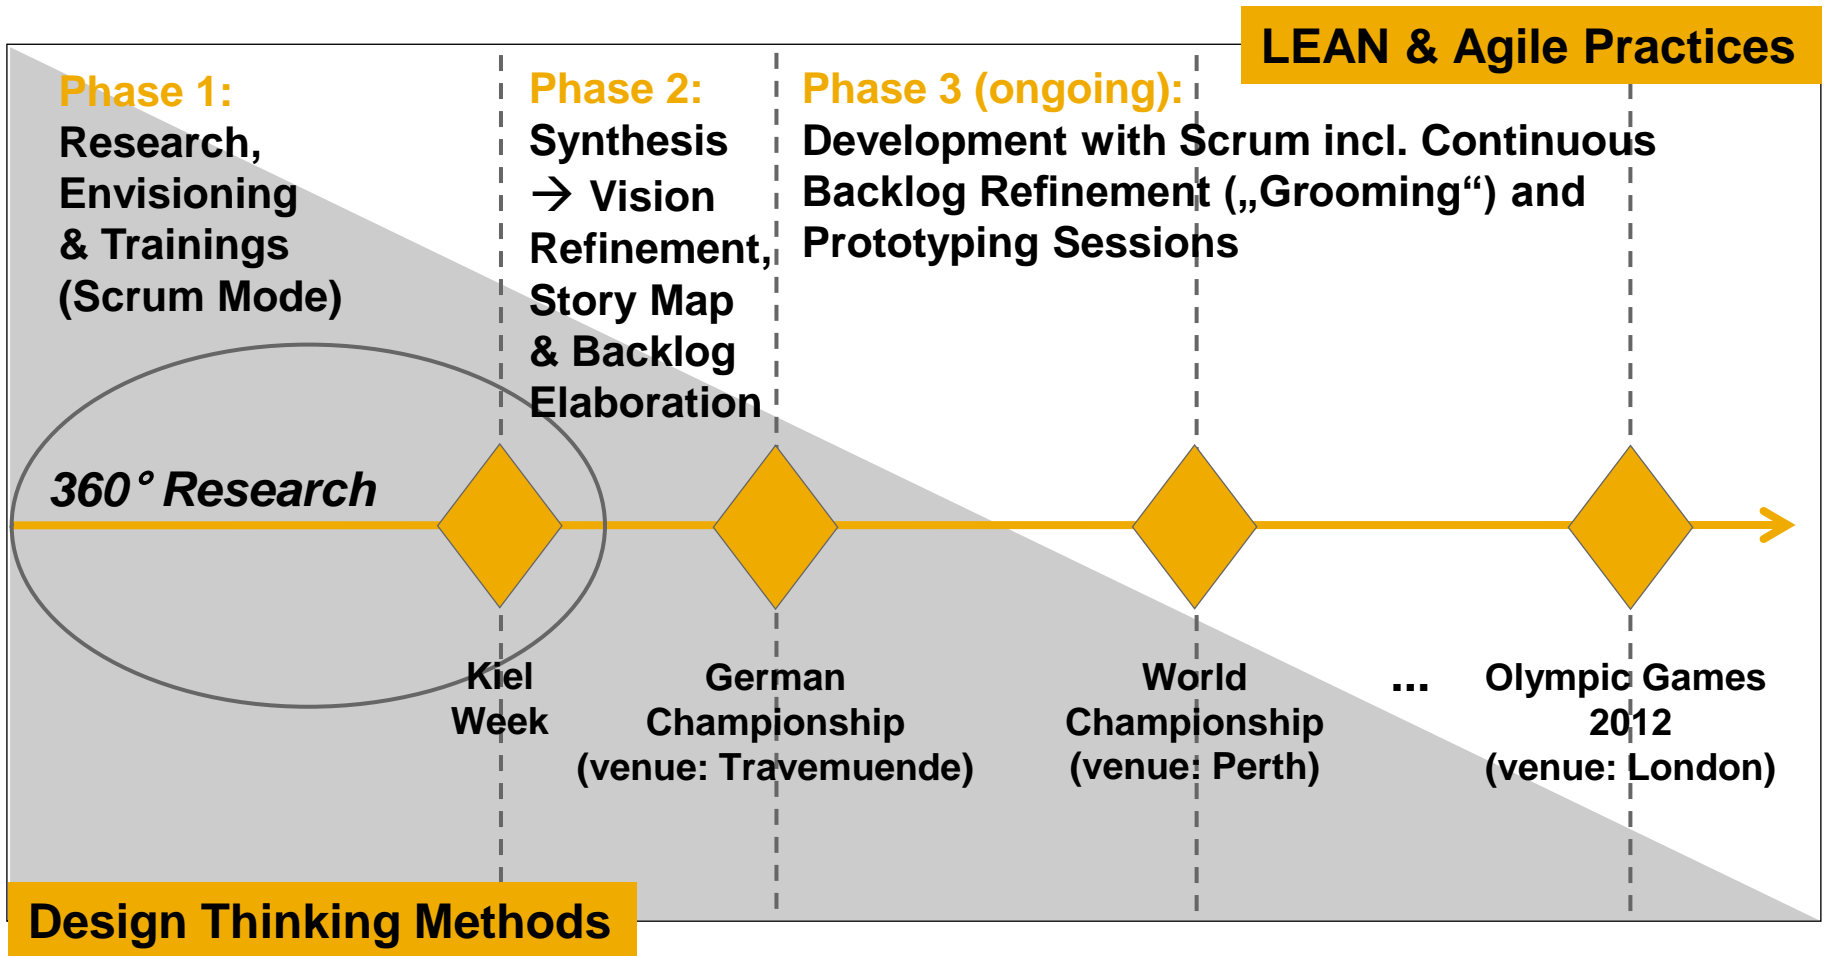 LEAN & Agile Practices
Phase 1:
Research,
Envisioning
& Trainings
(Scrum Mode)
Phase 2:
Synthesis
→ Vision
Refinement,
Story Map
& Backlog
Elaboration
Phase 3 (ongoing):
Development with Scrum incl. Continuous
Backlog Refinement („Grooming“) and
Prototyping Sessions
360° Research
Kiel
Week
German
Championship
(venue: Travemuende)
World
Championship
(venue: Perth)
...
Olympic Games
2012
(venue: London)
Design Thinking Methods